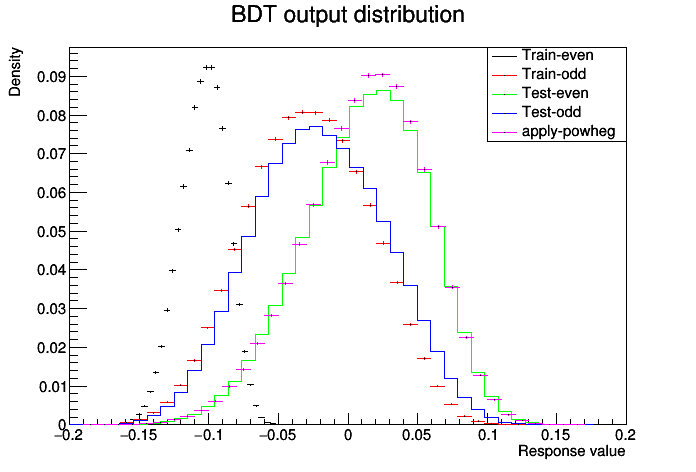 BDT output distribution
Density
Train-even
Train-odd
Test-even
Test-odd
apply-powheg
0.09
0.08
0.07
0.06
0.05
0.04
0.03
0.02
0.01
0
−0.2 −0.15 −0.1 −0.05 0 0.05 0.1 0.15 0.2
Response value